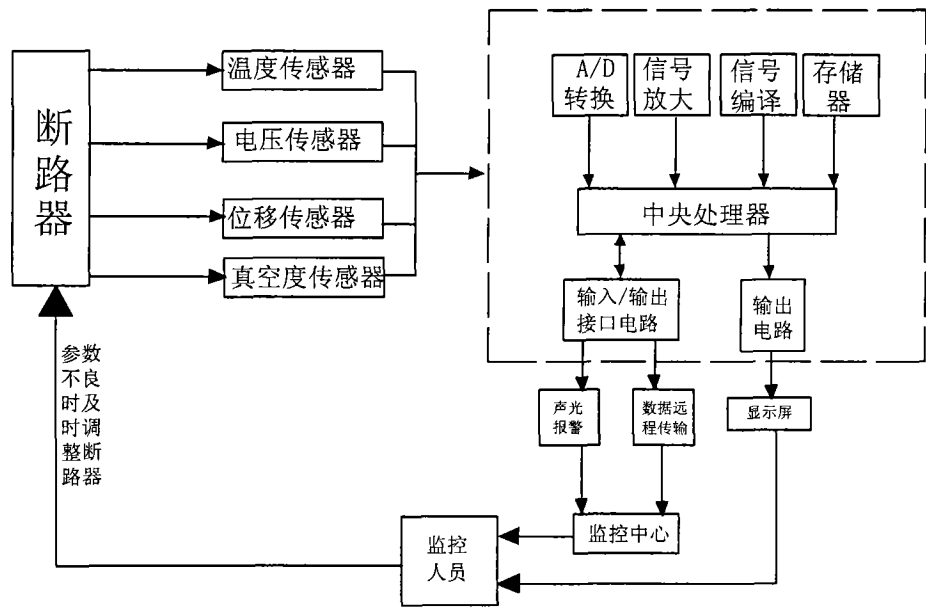 断
路
器
温度传感器
电压传感器
位移传感器
真空度传感器
A/D
转换
信号
放大
信号
编译
存储
器
中央处理器
输入/输出
接口电路
输出
电路
声光
报警
数据远
程传输
显示屏
监控中心
监控
人员
参数
不良
时及
时调
整断
路器